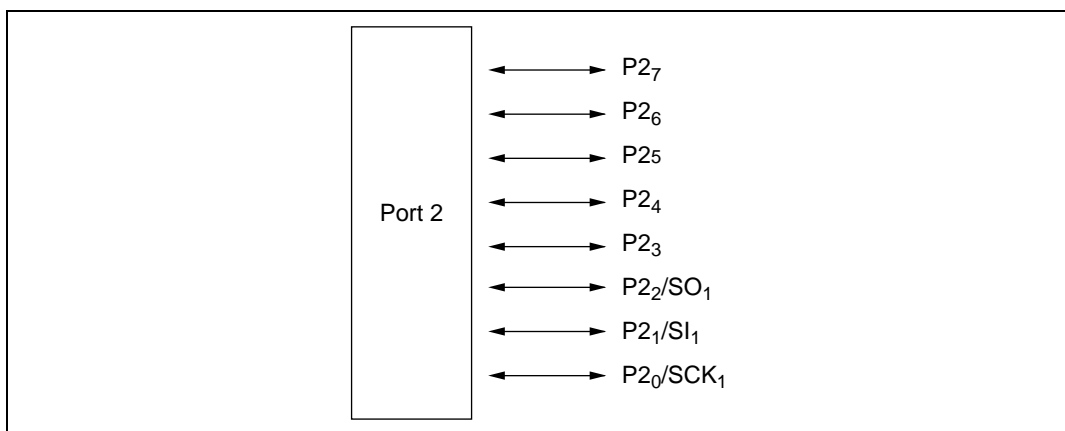 P2₇
P2₆
P25
Port 2
P2₄
P2₃
P2₂/SO₁
P2₁/SI₁
P2₀/SCK₁